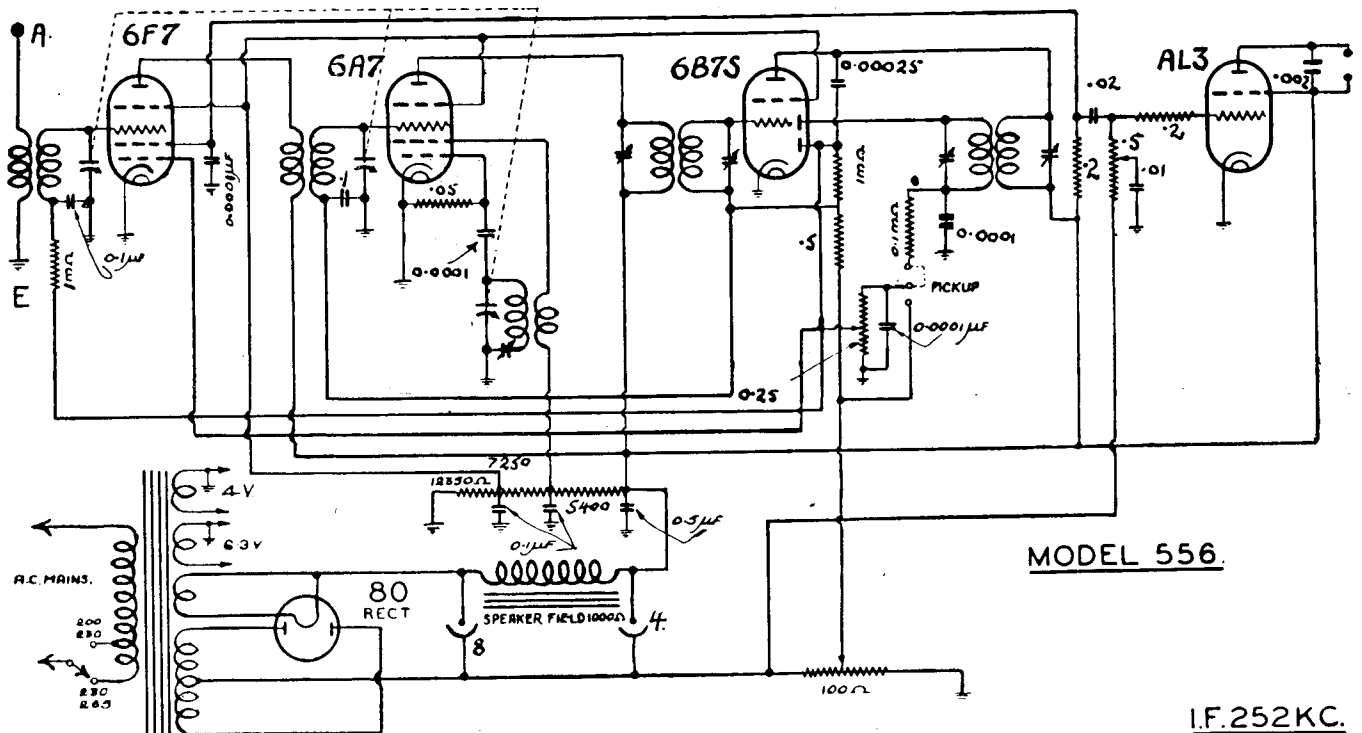 A.
6F7
6A7
6B7S
AL3
0.00025
.002
.02
.2
.5
.01
0.0001μF
.1
.05
1mΩ
.2
0.1μF
1mΩ
0.0001
.5
0.1mΩ
0.0001
E
PICKUP
0.0001μF
0.25
7250
12850Ω
5400
0.5μF
0.1μF
4V.
6.3V
A.C. MAINS.
80
RECT
SPEAKER FIELD 1000Ω
8
4.
200
230
230
265
100Ω
MODEL 556.
I.F. 252KC.